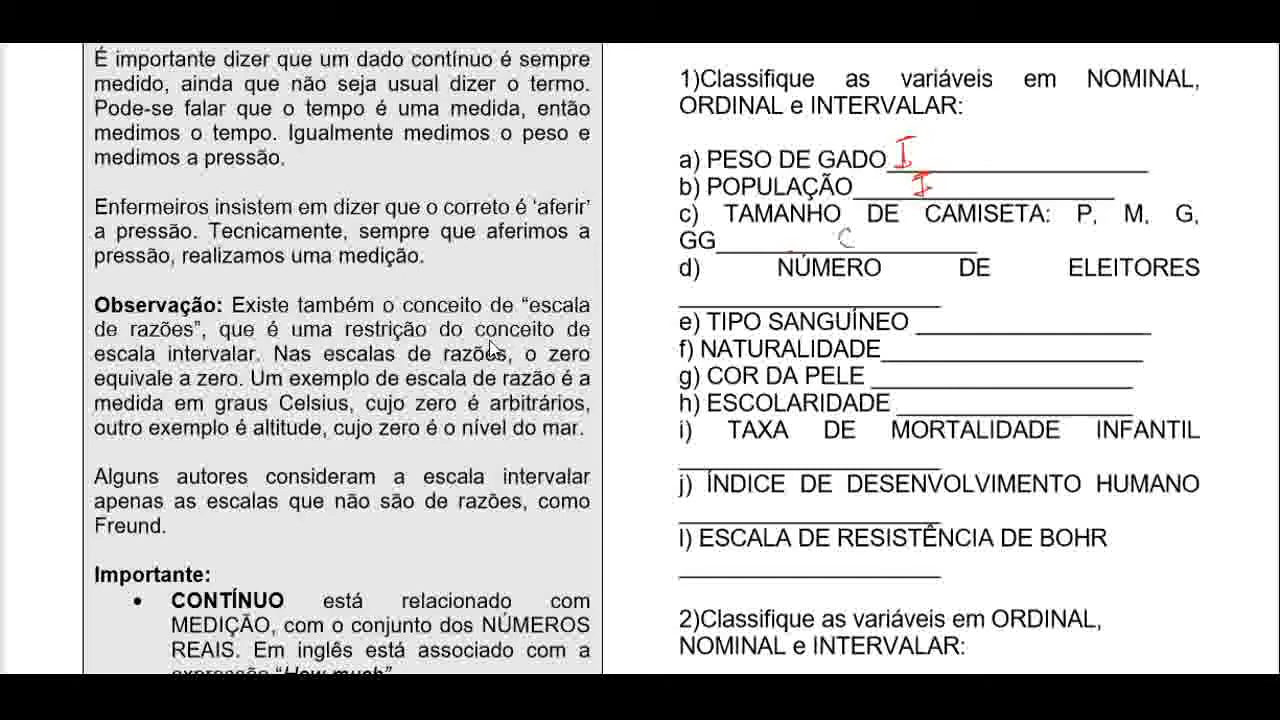 É importante dizer que um dado contínuo é sempre
medido, ainda que não seja usual dizer o termo.
Pode-se falar que o tempo é uma medida, então
medimos o tempo. Igualmente medimos o peso e
medimos a pressão.
Enfermeiros insistem em dizer que o correto é 'aferir'
a pressão. Tecnicamente, sempre que aferimos a
pressão, realizamos uma medição.
Observação: Existe também o conceito de “escala
de razões”, que é uma restrição do conceito de
escala intervalar. Nas escalas de razões, o zero
equivale a zero. Um exemplo de escala de razão é a
medida em graus Celsius, cujo zero é arbitrários,
outro exemplo é altitude, cujo zero é o nível do mar.
Alguns autores consideram a escala intervalar
apenas as escalas que não são de razões, como
Freund.
Importante:
• CONTÍNUO está relacionado com
MEDIÇÃO, com o conjunto dos NÚMEROS
REAIS. Em inglês está associado com a
expressão “How much”
1)Classifique as variáveis em NOMINAL,
ORDINAL e INTERVALAR:
a) PESO DE GADO I
b) POPULAÇÃO I
c) TAMANHO DE CAMISETA: P, M, G,
GG
d) NÚMERO DE ELEITORES
e) TIPO SANGUÍNEO
f) NATURALIDADE
g) COR DA PELE
h) ESCOLARIDADE
i) TAXA DE MORTALIDADE INFANTIL
j) ÍNDICE DE DESENVOLVIMENTO HUMANO
l) ESCALA DE RESISTÊNCIA DE BOHR
2)Classifique as variáveis em ORDINAL,
NOMINAL e INTERVALAR: